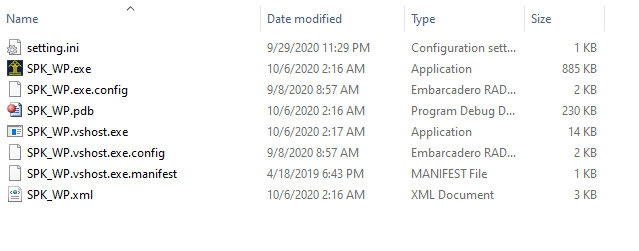 Name Date modified Type Size
setting.ini 9/29/2020 11:29 PM Configuration sett... 1 KB
SPK_WP.exe 10/6/2020 2:16 AM Application 885 KB
SPK_WP.exe.config 9/8/2020 8:57 AM Embarcadero RAD... 2 KB
SPK_WP.pdb 10/6/2020 2:16 AM Program Debug D... 230 KB
SPK_WP.vshost.exe 10/6/2020 2:17 AM Application 14 KB
SPK_WP.vshost.exe.config 9/8/2020 8:57 AM Embarcadero RAD... 2 KB
SPK_WP.vshost.exe.manifest 4/18/2019 6:43 PM MANIFEST File 1 KB
SPK_WP.xml 10/6/2020 2:16 AM XML Document 3 KB